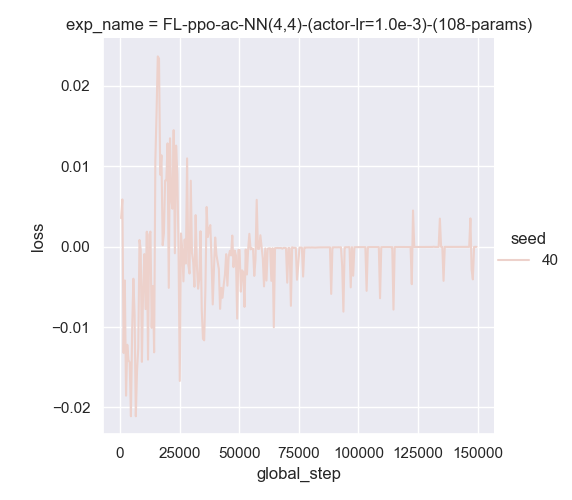 exp_name = FL-ppo-ac-NN(4,4)-(actor-lr=1.0e-3)-(108-params)
0.02
0.01
0.00
−0.01
−0.02
loss
0 25000 50000 75000 100000 125000 150000
global_step
seed
40